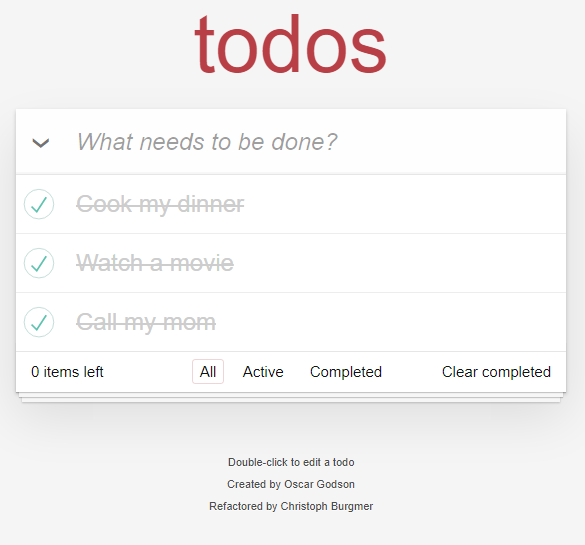 todos
What needs to be done?
Cook my dinner
Watch a movie
Call my mom
0 items left All Active Completed Clear completed
Double-click to edit a todo
Created by Oscar Godson
Refactored by Christoph Burgmer